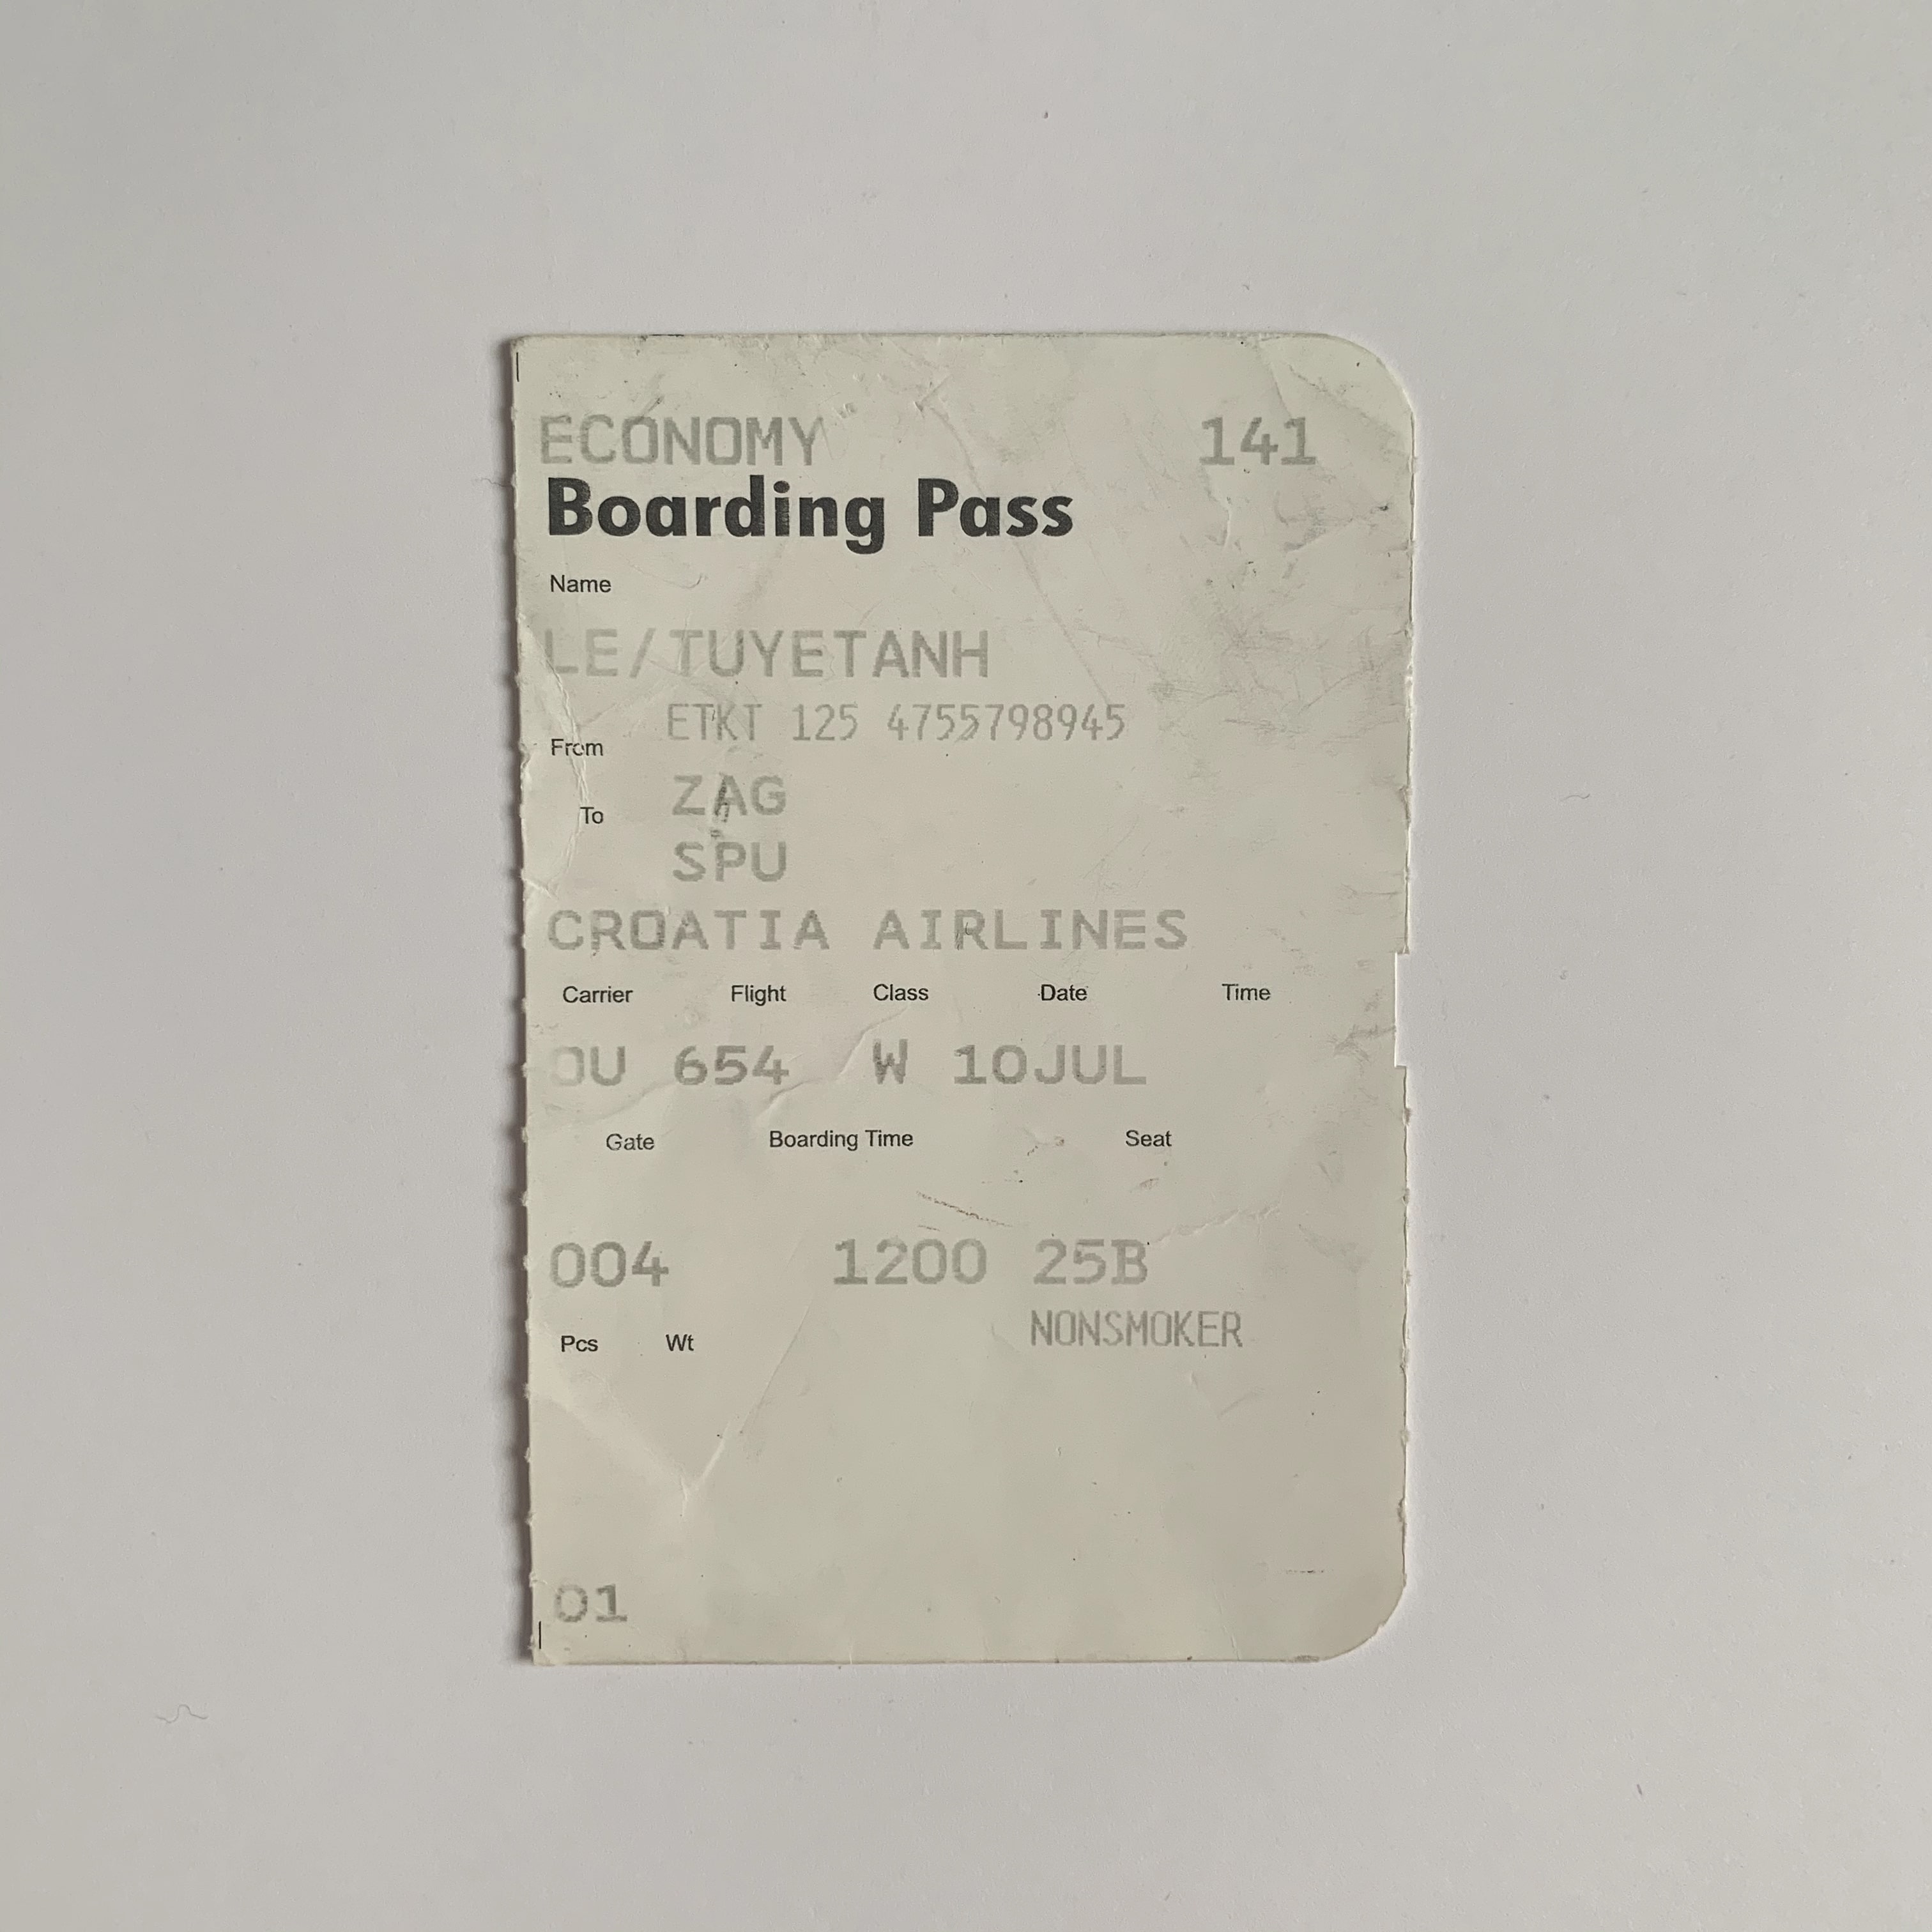 ECONOMY 141
Boarding Pass
Name
LE/TUYETANH
ETKT 125 4755798945
From
ZAG
To
SPU
CROATIA AIRLINES
Carrier Flight Class Date Time
OU 654 W 10JUL
Gate Boarding Time Seat
004 1200 25B
NONSMOKER
Pcs Wt
01